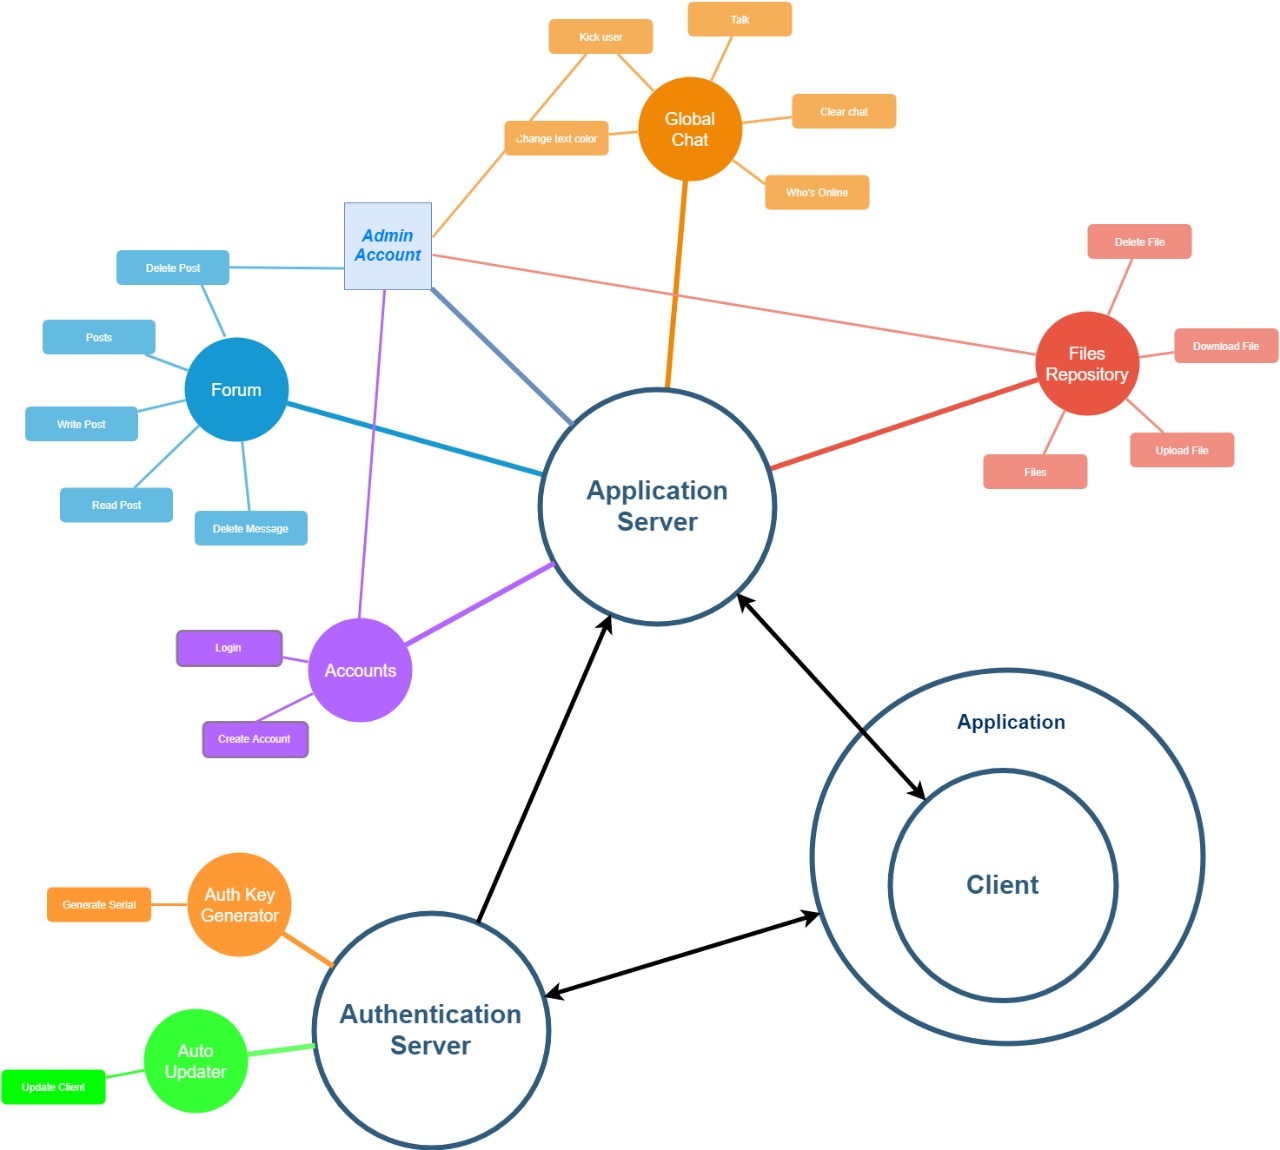 Talk
Kick user
Global
Chat
Clear chat
Change text color
Who's Online
Admin
Account
Delete File
Delete Post
Posts
Files
Repository
Download File
Forum
Write Post
Upload File
Files
Read Post
Delete Message
Application
Server
Login
Accounts
Create Account
Application
Client
Auth Key
Generator
Generate Serial
Authentication
Server
Auto
Updater
Update Client